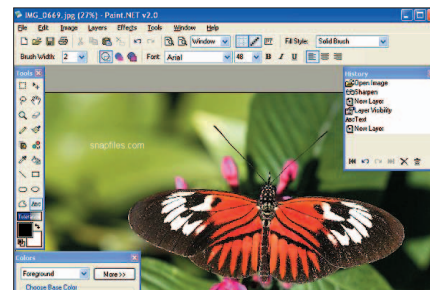 IMG_0669.jpg (27%) - Paint.NET v2.0
File Edit Image Layers Effects Tools Window Help
Window Fill Style: Solid Brush
Brush Width: 2 Font: Arial 48 B I U
Tools
History
Open Image
Sharpen
New Layer
Layer Visibility
Abc Text
New Layer
snapfiles.com
Abc
Colors
Foreground More >>
Choose Base Color